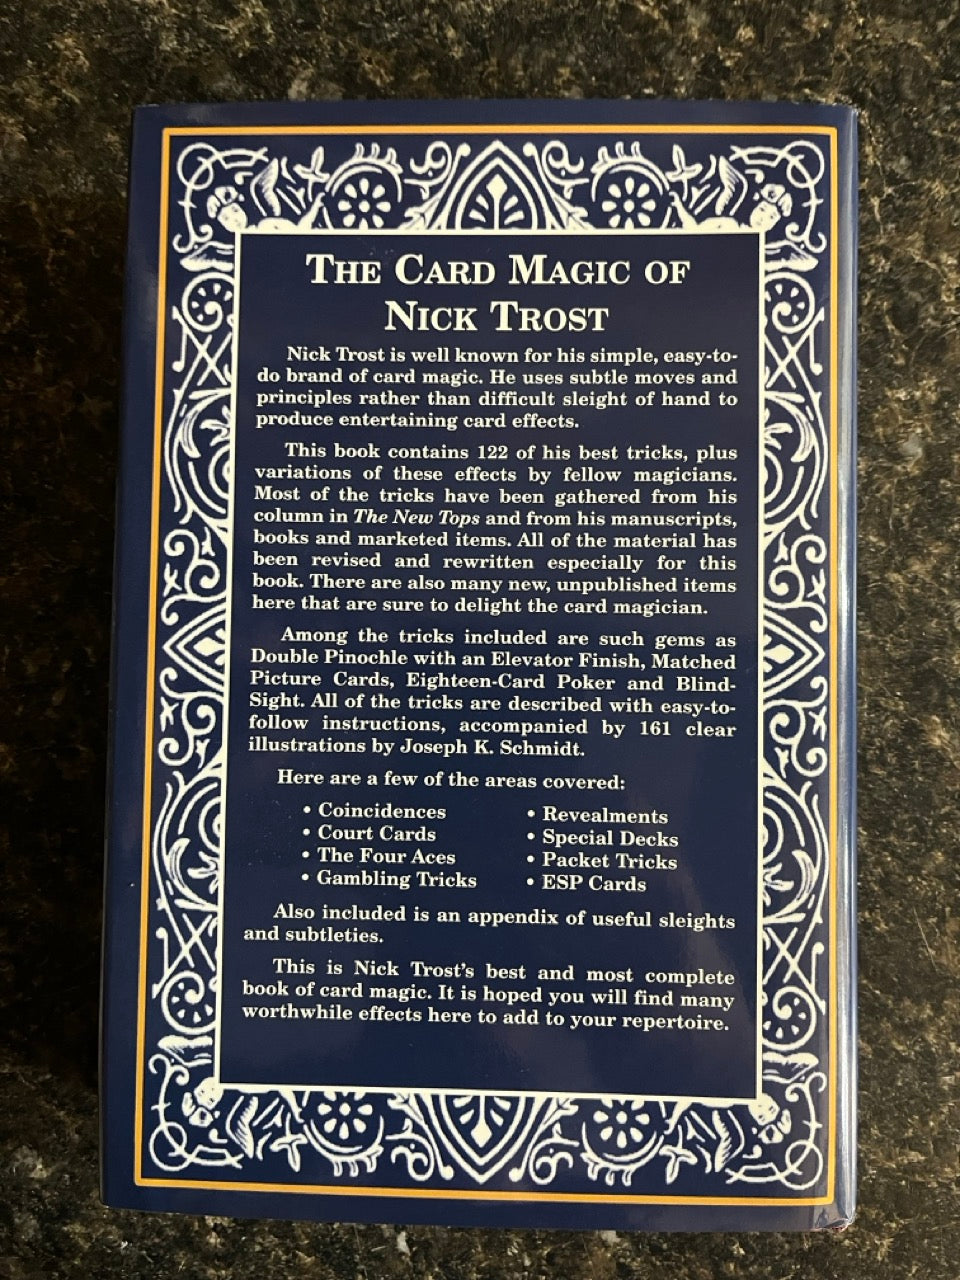 The Card Magic of
Nick Trost
Nick Trost is well known for his simple, easy-to-
do brand of card magic. He uses subtle moves and
principles rather than difficult sleight of hand to
produce entertaining card effects.
This book contains 122 of his best tricks, plus
variations of these effects by fellow magicians.
Most of the tricks have been gathered from his
column in The New Tops and from his manuscripts,
books and marketed items. All of the material has
been revised and rewritten especially for this
book. There are also many new, unpublished items
here that are sure to delight the card magician.
Among the tricks included are such gems as
Double Pinochle with an Elevator Finish, Matched
Picture Cards, Eighteen-Card Poker and Blind-
Sight. All of the tricks are described with easy-to-
follow instructions, accompanied by 161 clear
illustrations by Joseph K. Schmidt.
Here are a few of the areas covered:
• Coincidences
• Court Cards
• The Four Aces
• Gambling Tricks
• Revealments
• Special Decks
• Packet Tricks
• ESP Cards
Also included is an appendix of useful sleights
and subtleties.
This is Nick Trost's best and most complete
book of card magic. It is hoped you will find many
worthwhile effects here to add to your repertoire.